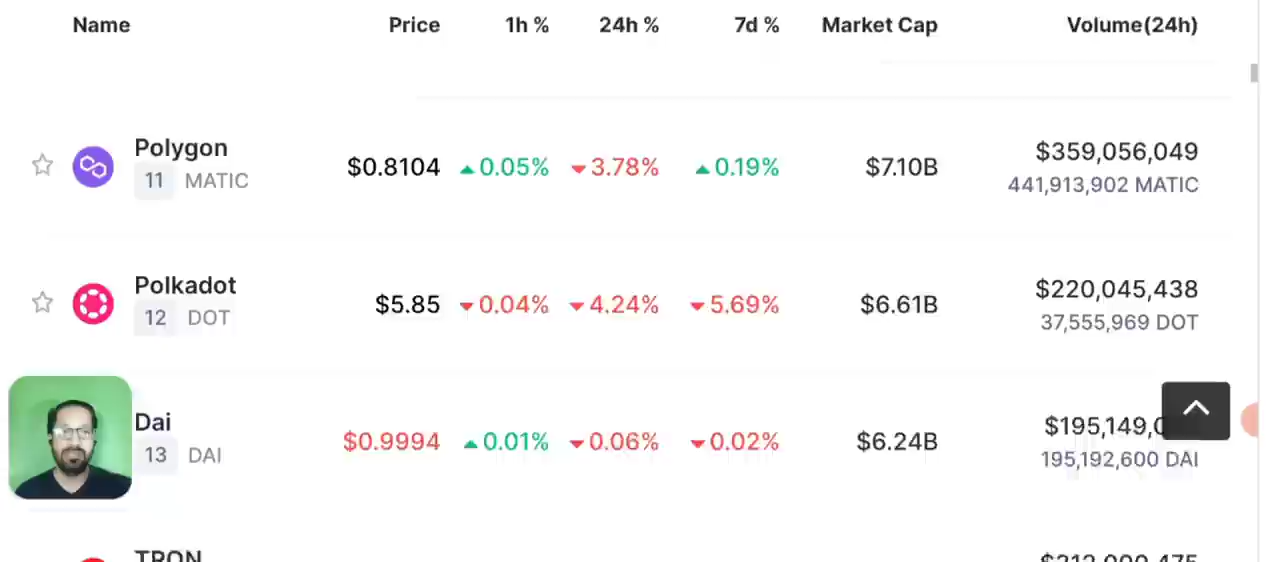 Name Price 1h % 24h % 7d % Market Cap Volume(24h)
Polygon
11 MATIC
$0.8104 0.05% 3.78% 0.19% $7.10B
$359,056,049
441,913,902 MATIC
Polkadot
12 DOT
$5.85 0.04% 4.24% 5.69% $6.61B
$220,045,438
37,555,969 DOT
Dai
13 DAI
$0.9994 0.01% 0.06% 0.02% $6.24B
$195,149,0
195,192,600 DAI
TRON